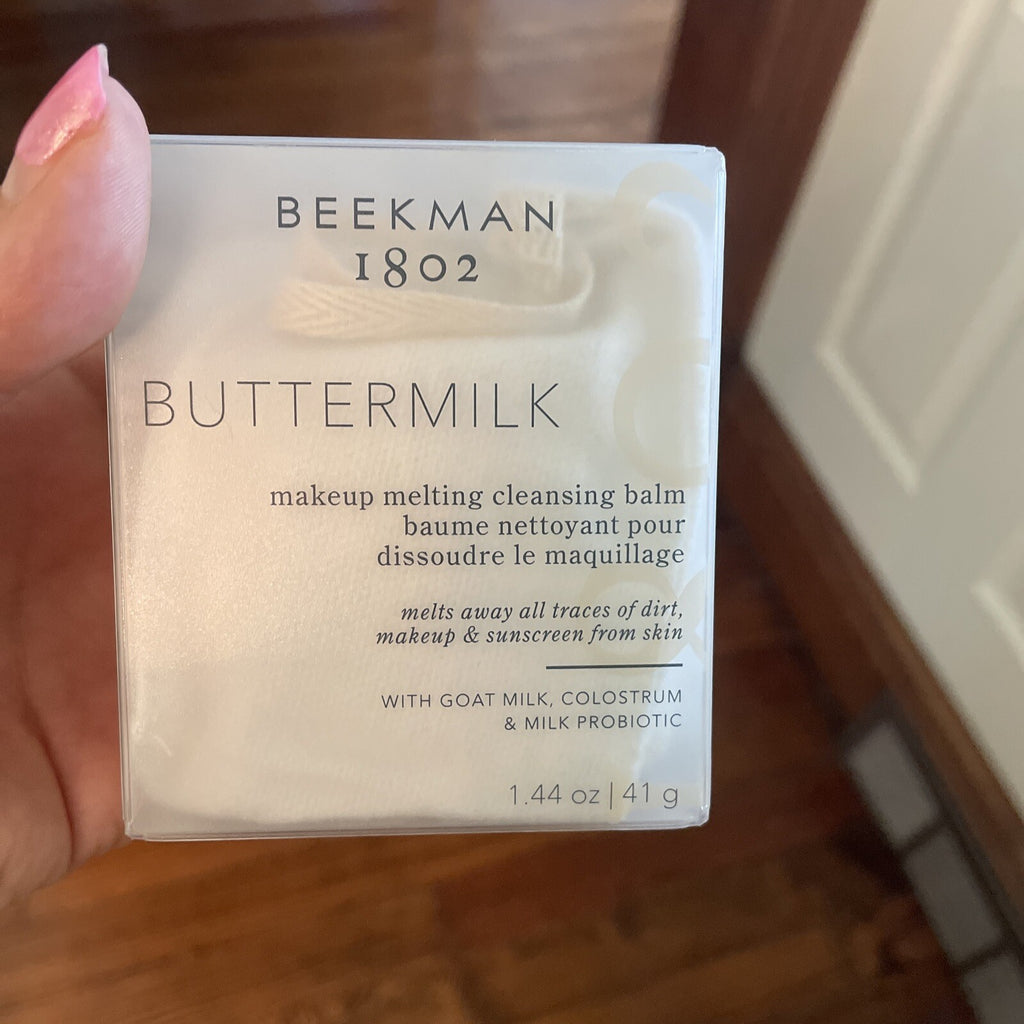 BEEKMAN
1802
BUTTERMILK
makeup melting cleansing balm
baume nettoyant pour
dissoudre le maquillage
melts away all traces of dirt,
makeup & sunscreen from skin
WITH GOAT MILK, COLOSTRUM
& MILK PROBIOTIC
1.44 oz | 41 g